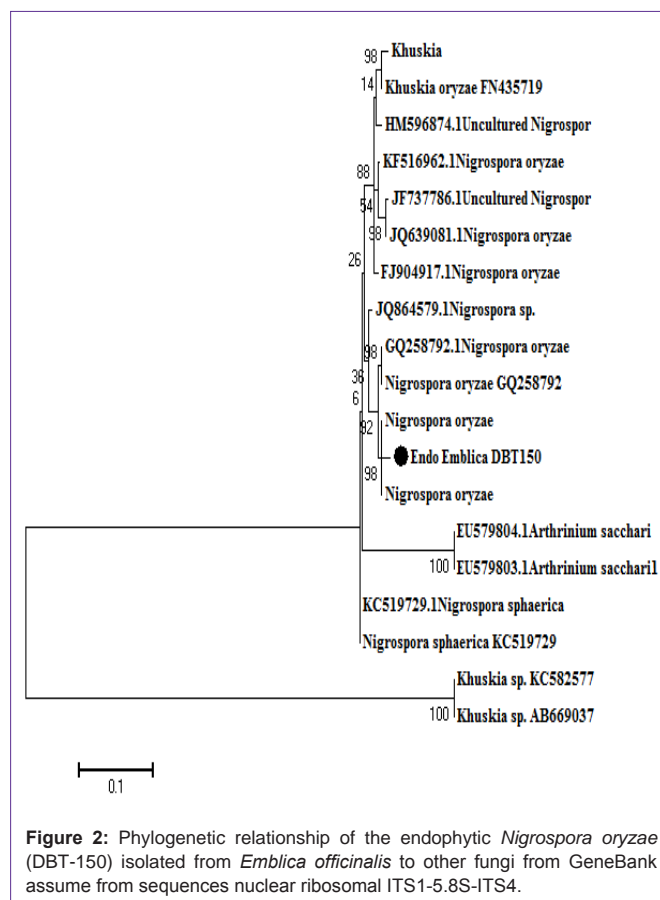 98
Khuskia
14
Khuskia oryzae FN435719
HM596874.1Uncultured Nigrospor
KF516962.1Nigrospora oryzae
88
JF737786.1Uncultured Nigrospor
54
98
JQ639081.1Nigrospora oryzae
26
FJ904917.1Nigrospora oryzae
JQ864579.1Nigrospora sp.
GQ258792.1Nigrospora oryzae
98
36
Nigrospora oryzae GQ258792
6
Nigrospora oryzae
92
Endo Emblica DBT150
98
Nigrospora oryzae
EU579804.1Arthrinium sacchari
100
EU579803.1Arthrinium sacchari1
KC519729.1Nigrospora sphaerica
Nigrospora sphaerica KC519729
Khuskia sp. KC582577
100
Khuskia sp. AB669037
0.1
Figure 2: Phylogenetic relationship of the endophytic Nigrospora oryzae
(DBT-150) isolated from Emblica officinalis to other fungi from GeneBank
assume from sequences nuclear ribosomal ITS1-5.8S-ITS4.